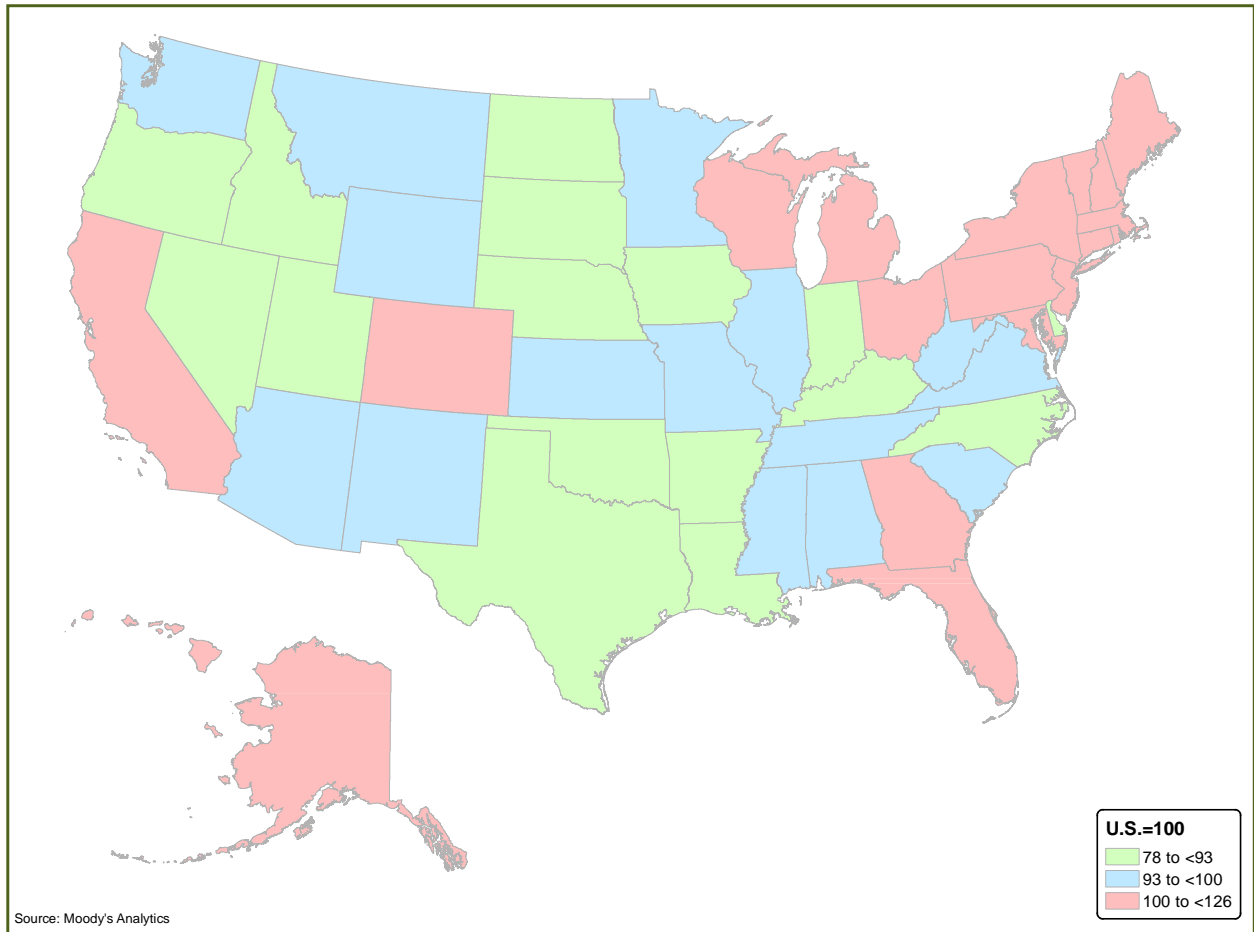 U.S.=100
78 to <93
93 to <100
100 to <126
Source: Moody's Analytics